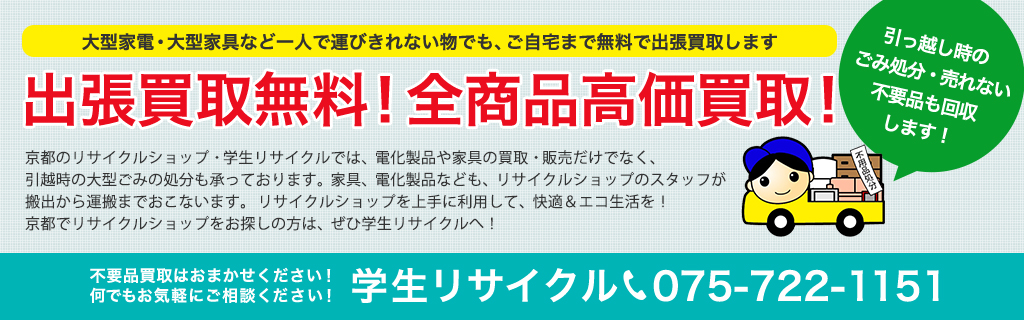 大型家電・大型家具など一人で運びきれない物でも、ご自宅まで無料で出張買取します
出張買取無料！全商品高価買取！
引っ越し時の
ごみ処分・売れない
不要品も回収
します！
京都のリサイクルショップ・学生リサイクルでは、電化製品や家具の買取・販売だけでなく、
引越時の大型ごみの処分も承っております。家具、電化製品なども、リサイクルショップのスタッフが
搬出から運搬までおこないます。リサイクルショップを上手に利用して、快適＆エコ生活を！
京都でリサイクルショップをお探しの方は、ぜひ学生リサイクルへ！
不用品処分
不要品買取はおまかせください！
何でもお気軽にご相談ください！
学生リサイクル 075-722-1151